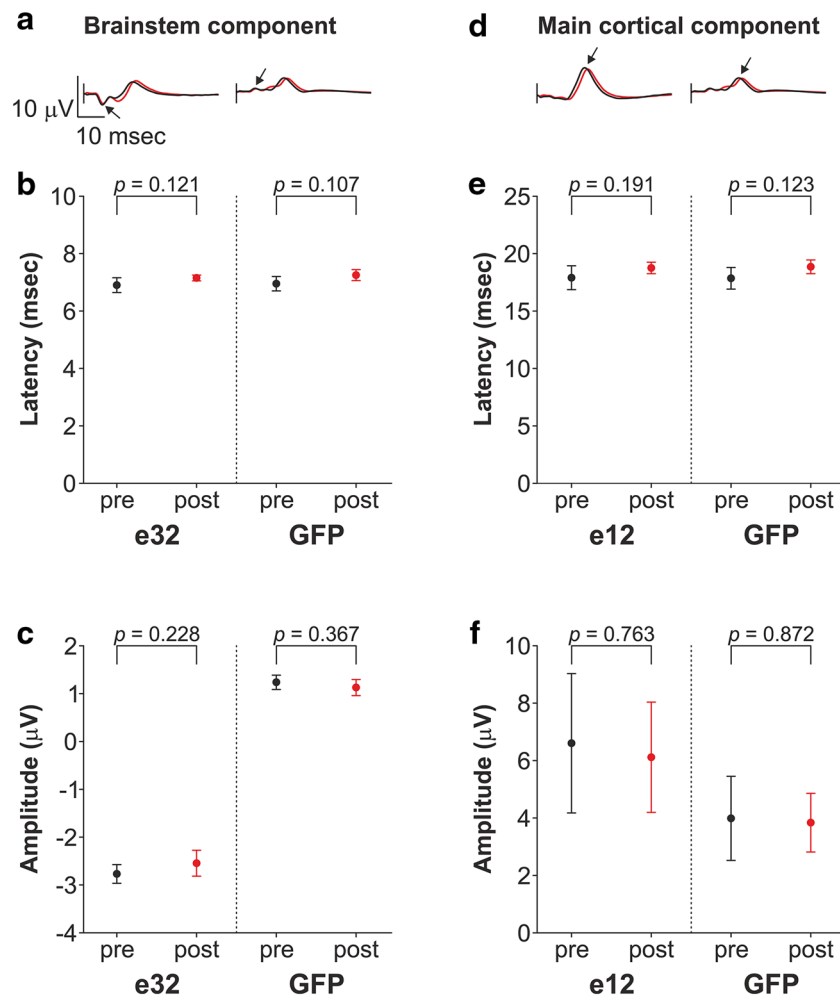 a Brainstem component
10 μV
10 msec
b
p = 0.121 p = 0.107
10
8
6
4
2
0
Latency (msec)
pre post pre post
e32 GFP
c
p = 0.228 p = 0.367
2
1
0
-1
-2
-3
-4
Amplitude (μV)
pre post pre post
e32 GFP
d Main cortical component
e
p = 0.191 p = 0.123
25
20
15
10
5
0
Latency (msec)
pre post pre post
e12 GFP
f
p = 0.763 p = 0.872
10
8
6
4
2
0
Amplitude (μV)
pre post pre post
e12 GFP